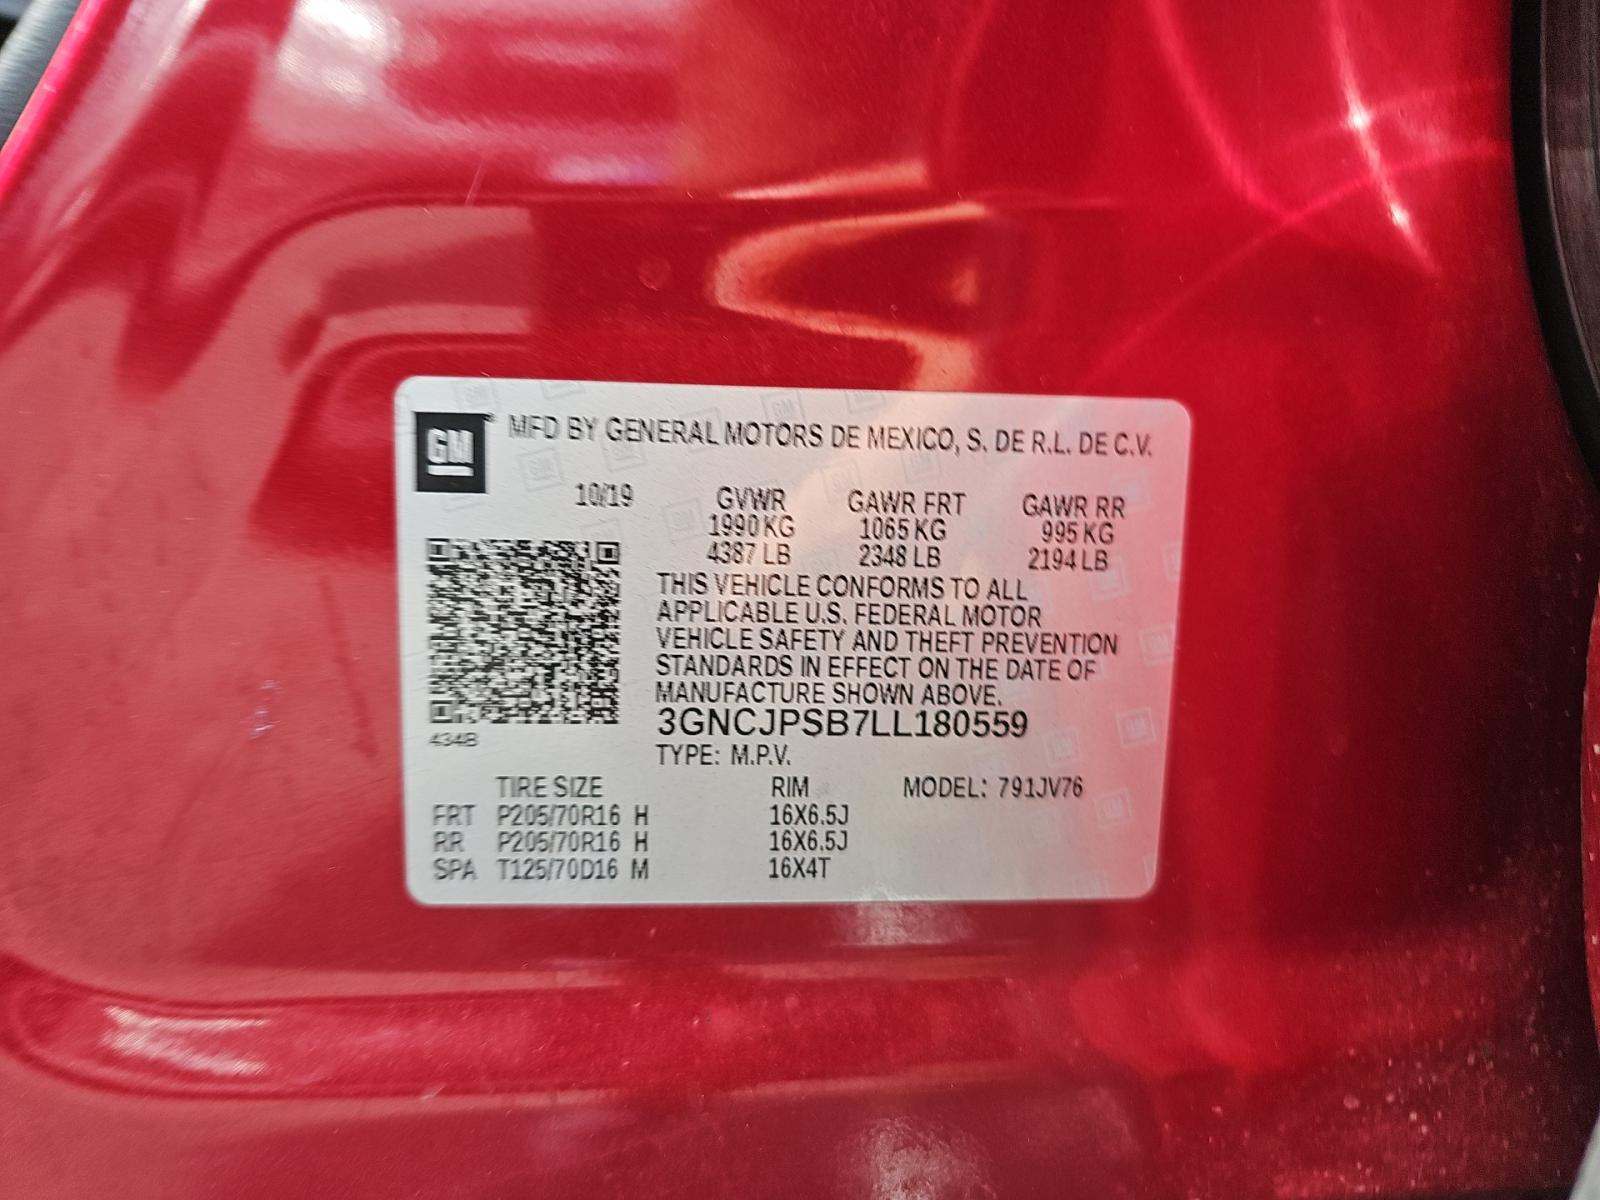 GM MFD BY GENERAL MOTORS DE MEXICO, S. DE R.L. DE C.V.
10/19 GVWR GAWR FRT GAWR RR
1990 KG 1065 KG 995 KG
4387 LB 2348 LB 2194 LB
THIS VEHICLE CONFORMS TO ALL
APPLICABLE U.S. FEDERAL MOTOR
VEHICLE SAFETY AND THEFT PREVENTION
STANDARDS IN EFFECT ON THE DATE OF
MANUFACTURE SHOWN ABOVE.
3GNCJPSB7LL180559
434B
TYPE: M.P.V.
TIRE SIZE RIM MODEL: 791JV76
FRT P205/70R16 H 16X6.5J
RR P205/70R16 H 16X6.5J
SPA T125/70D16 M 16X4T